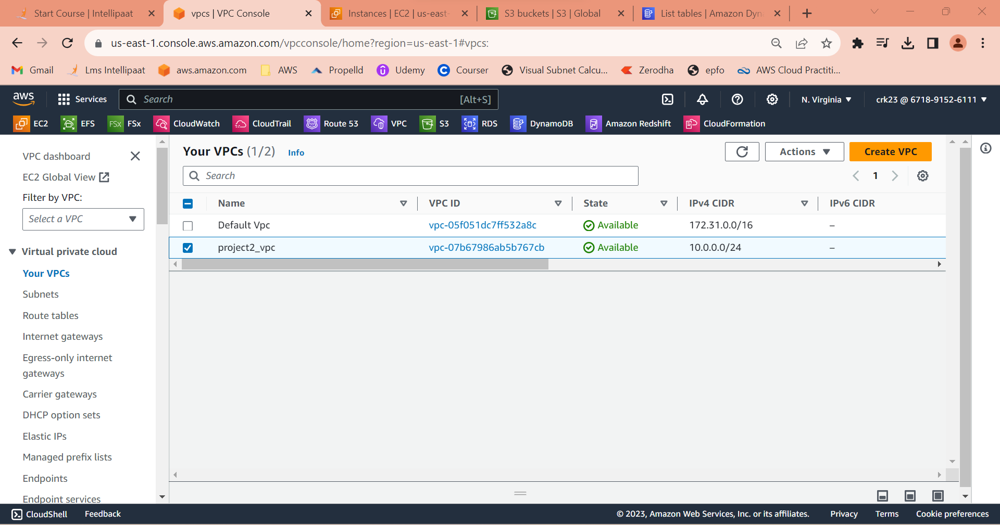 Start Course | Intellipaat
vpcs | VPC Console
Instances | EC2 | us-east-
S3 buckets | S3 | Global
List tables | Amazon Dyn
us-east-1.console.aws.amazon.com/vpcconsole/home?region=us-east-1#vpcs:
Gmail
Lms Intellipaat
aws.amazon.com
AWS
Propelld
Udemy
Courser
Visual Subnet Calcu...
Zerodha
epfo
AWS Cloud Practiti...
aws
Services
Search
[Alt+S]
N. Virginia
crk23 @ 6718-9152-6111
EC2
EFS
FSx
FSx
CloudWatch
CloudTrail
53
Route 53
VPC
S3
RDS
DynamoDB
Amazon Redshift
CloudFormation
VPC dashboard
EC2 Global View
Filter by VPC:
Select a VPC
Virtual private cloud
Your VPCs
Subnets
Route tables
Internet gateways
Egress-only internet
gateways
Carrier gateways
DHCP option sets
Elastic IPs
Managed prefix lists
Endpoints
Endpoint services
Your VPCs (1/2)
Info
Actions
Create VPC
Search
1
Name
VPC ID
State
IPv4 CIDR
IPv6 CIDR
Default Vpc
vpc-05f051dc7ff532a8c
Available
172.31.0.0/16
–
project2_vpc
vpc-07b67986ab5b767cb
Available
10.0.0.0/24
–
CloudShell
Feedback
© 2023, Amazon Web Services, Inc. or its affiliates.
Privacy
Terms
Cookie preferences